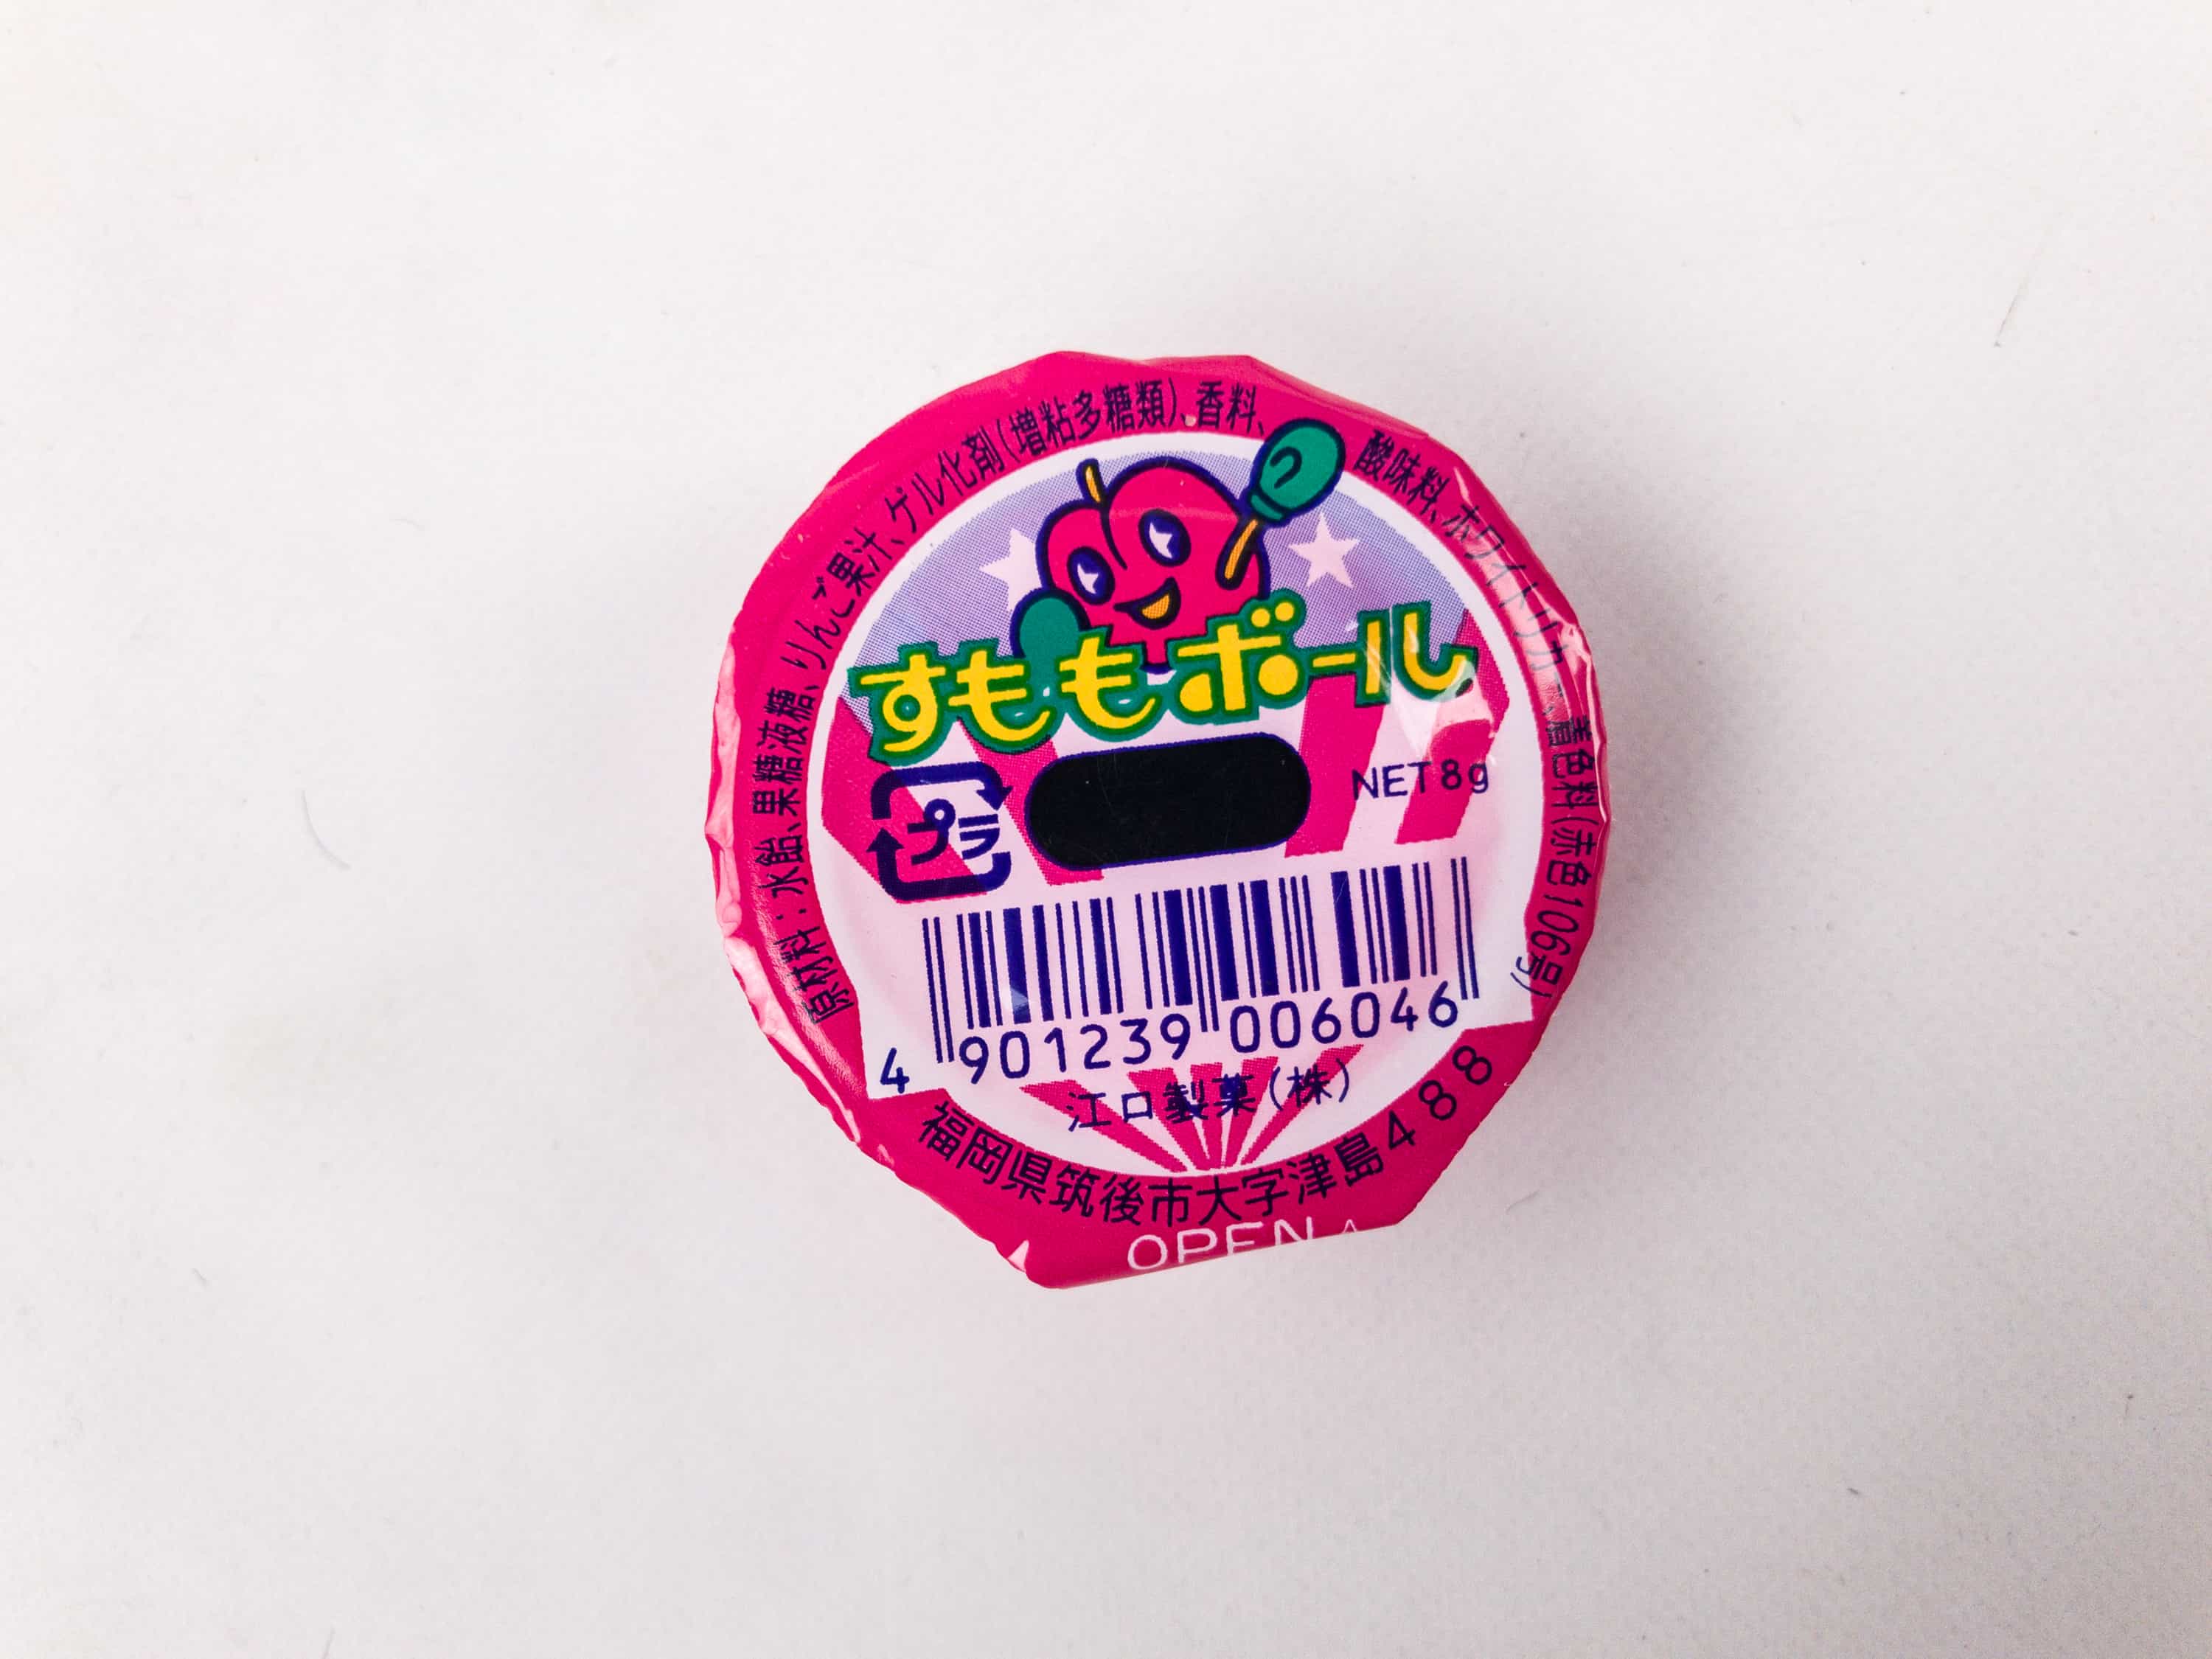 原材料:水飴、果糖液糖、りんご果汁、ゲル化剤(増粘多糖類)、香料、酸味料、ホワイトリカー、着色料(赤色106号)
すももボール
プラ
NET8g
4 901239 006046
江口製菓(株)
福岡県筑後市大字津島488
OPEN